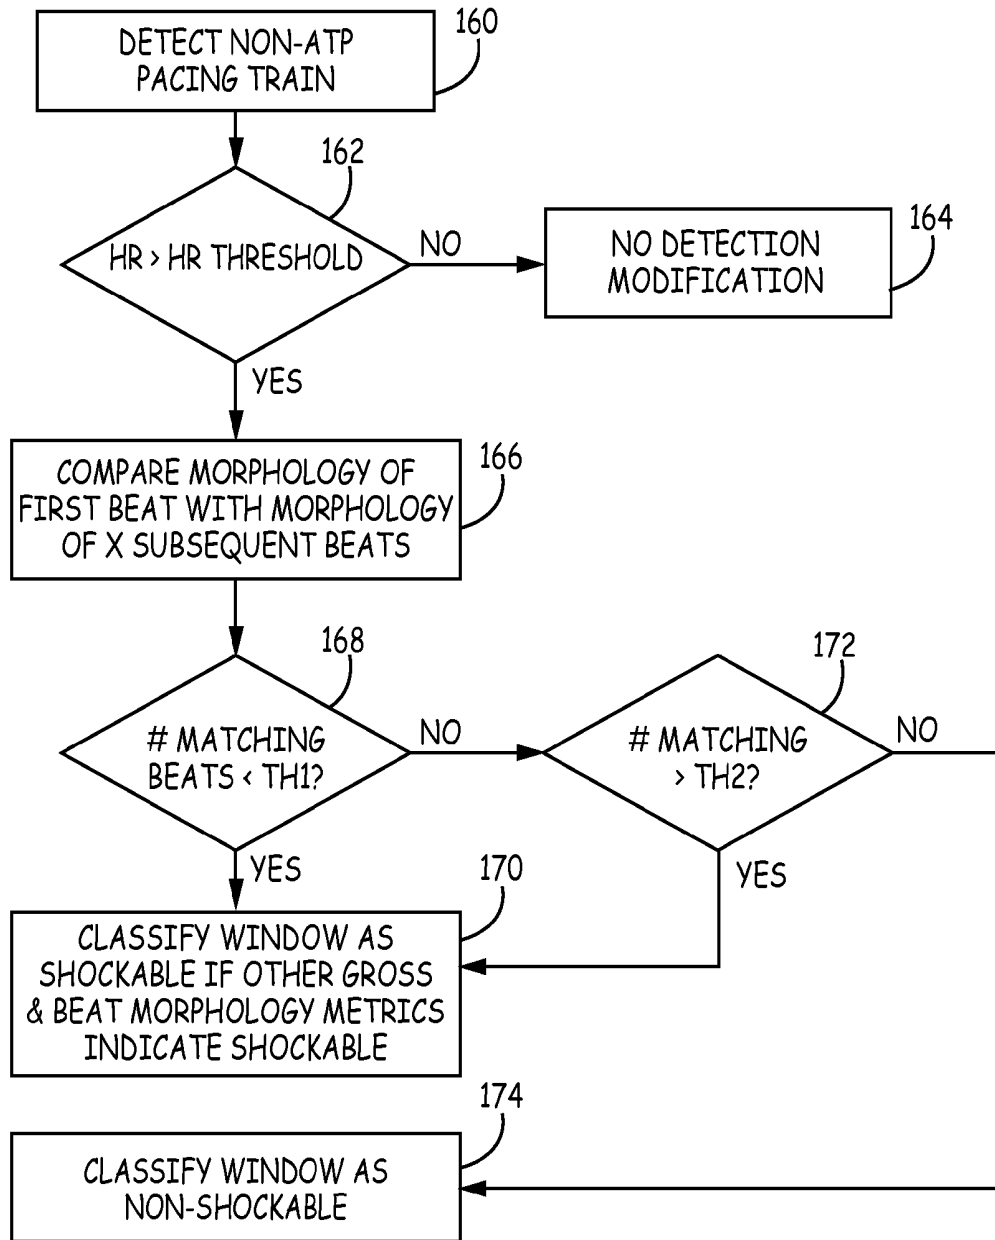 DETECT NON-ATP
PACING TRAIN
160
162
HR > HR THRESHOLD
NO
NO DETECTION
MODIFICATION
164
YES
COMPARE MORPHOLOGY OF
FIRST BEAT WITH MORPHOLOGY
OF X SUBSEQUENT BEATS
166
168
# MATCHING
BEATS < TH1?
NO
172
# MATCHING
> TH2?
NO
YES
YES
170
CLASSIFY WINDOW AS
SHOCKABLE IF OTHER GROSS
& BEAT MORPHOLOGY METRICS
INDICATE SHOCKABLE
174
CLASSIFY WINDOW AS
NON-SHOCKABLE